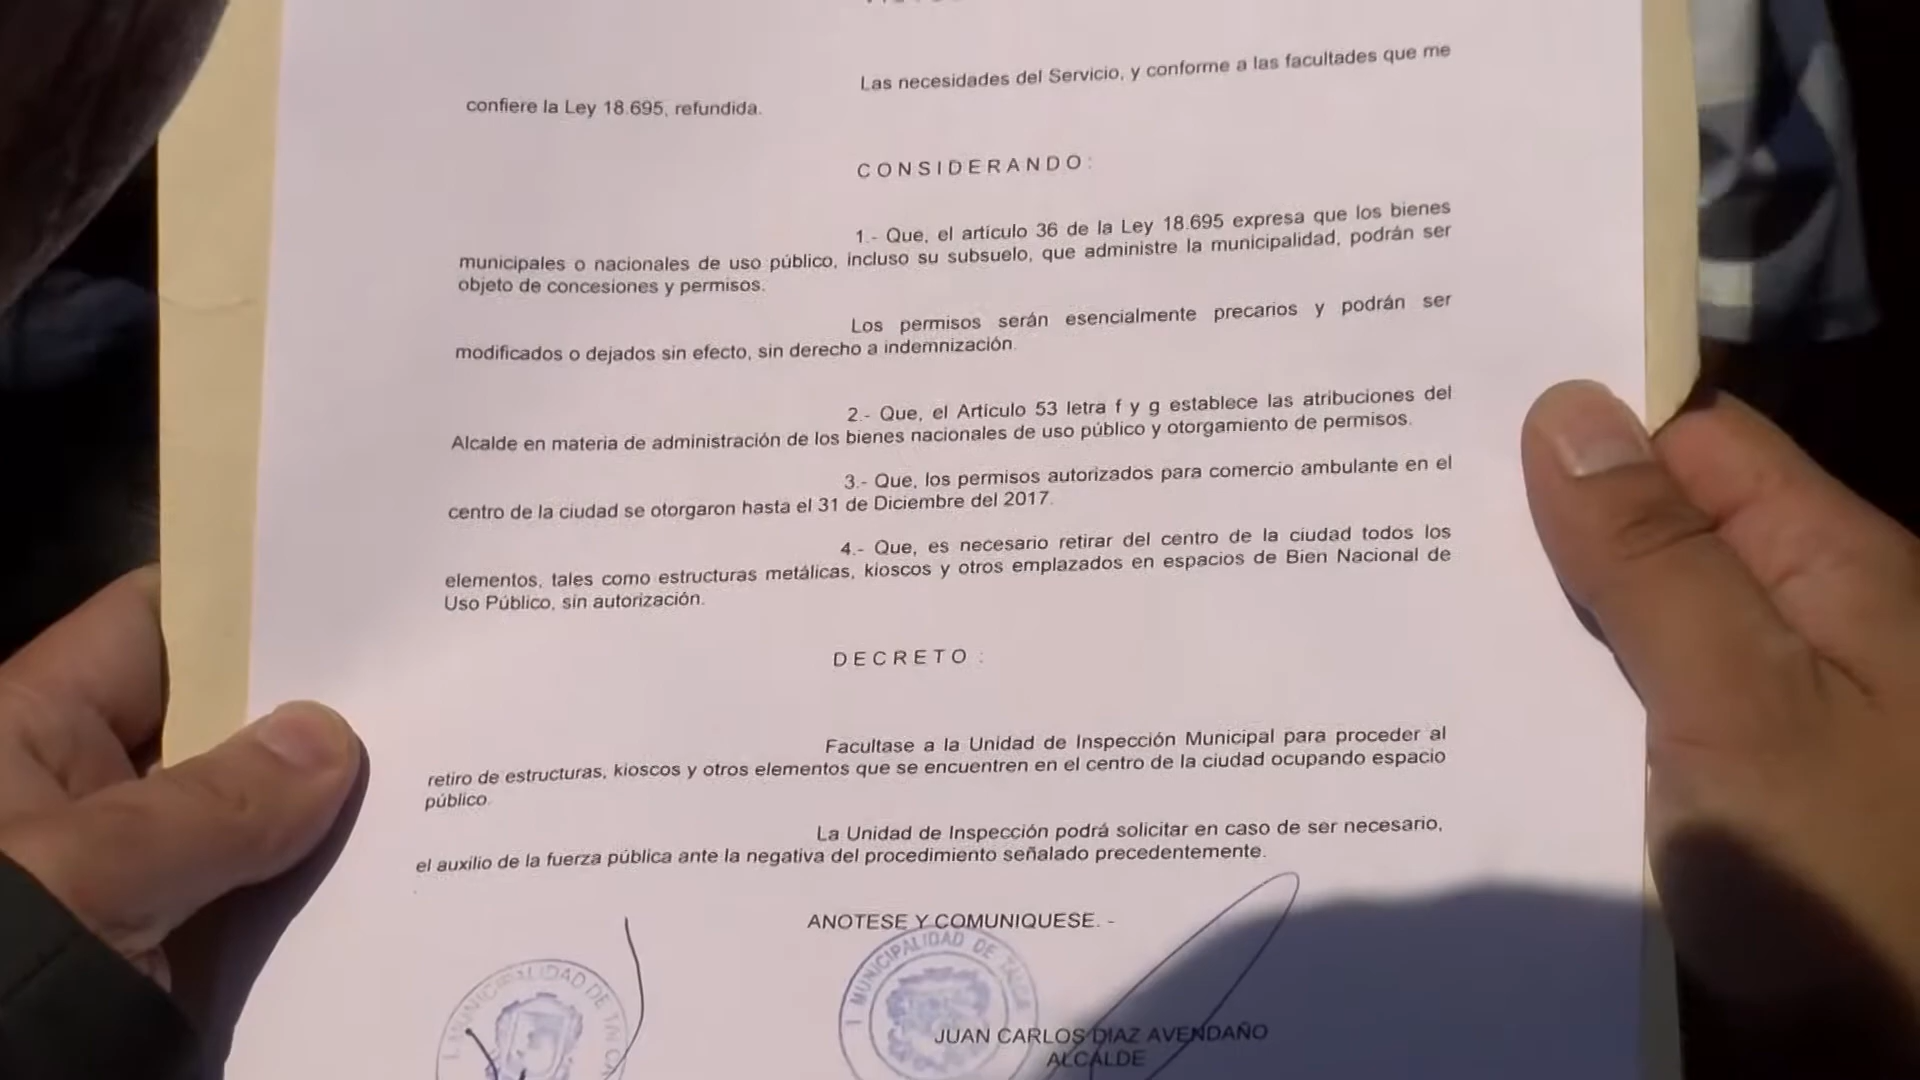 Las necesidades del Servicio, y conforme a las facultades que me
confiere la Ley 18.695, refundida.
CONSIDERANDO:
1.- Que, el artículo 36 de la Ley 18.695 expresa que los bienes
municipales o nacionales de uso público, incluso su subsuelo, que administre la municipalidad, podrán ser
objeto de concesiones y permisos.
Los permisos serán esencialmente precarios y podrán ser
modificados o dejados sin efecto, sin derecho a indemnización.
2.- Que, el Artículo 53 letra f y g establece las atribuciones del
Alcalde en materia de administración de los bienes nacionales de uso público y otorgamiento de permisos.
3.- Que, los permisos autorizados para comercio ambulante en el
centro de la ciudad se otorgaron hasta el 31 de Diciembre del 2017.
4.- Que, es necesario retirar del centro de la ciudad todos los
elementos, tales como estructuras metálicas, kioscos y otros emplazados en espacios de Bien Nacional de
Uso Público, sin autorización.
DECRETO :
Facultase a la Unidad de Inspección Municipal para proceder al
retiro de estructuras, kioscos y otros elementos que se encuentren en el centro de la ciudad ocupando espacio
público.
La Unidad de Inspección podrá solicitar en caso de ser necesario,
el auxilio de la fuerza pública ante la negativa del procedimiento señalado precedentemente.
ANOTESE Y COMUNIQUESE. -
I. MUNICIPALIDAD DE TALCA
I MUNICIPALIDAD DE TALCA
JUAN CARLOS DIAZ AVENDAÑO
ALCALDE